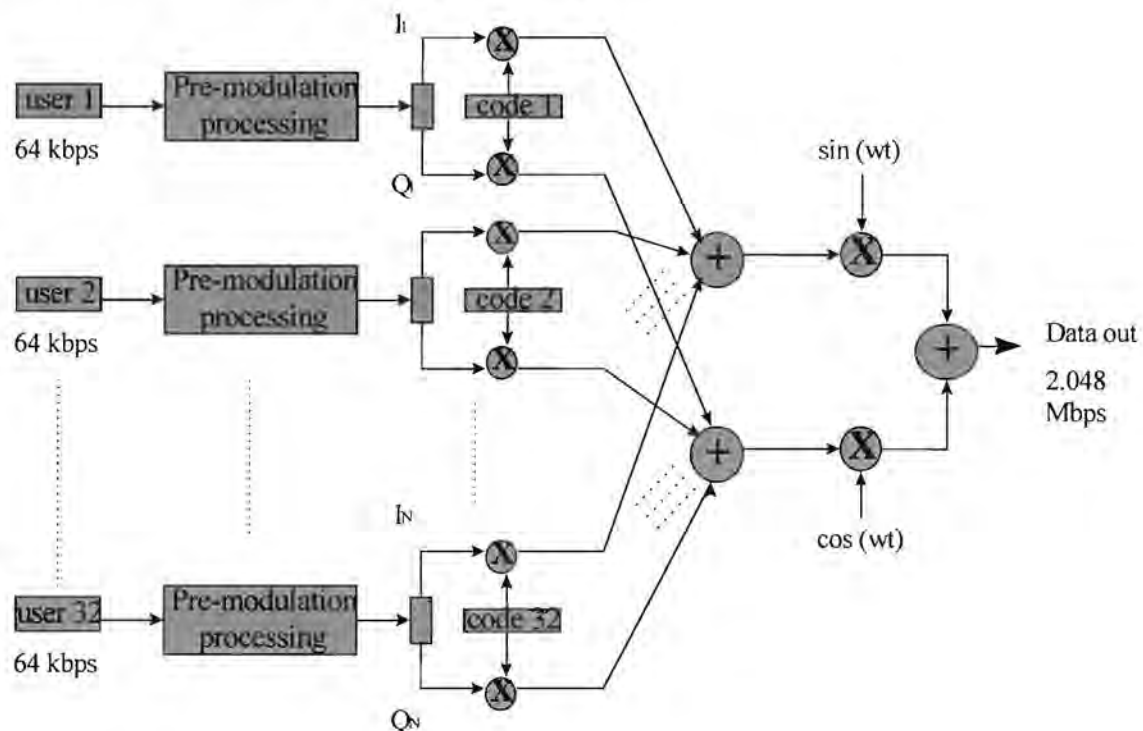 I1
X
user 1
Pre-modulation
processing
code 1
64 kbps
X
QI
sin (wt)
X
user 2
Pre-modulation
processing
code 2
+
X
64 kbps
X
+
Data out
2.048
Mbps
+
X
cos (wt)
IN
X
user 32
Pre-modulation
processing
code 32
64 kbps
X
QN